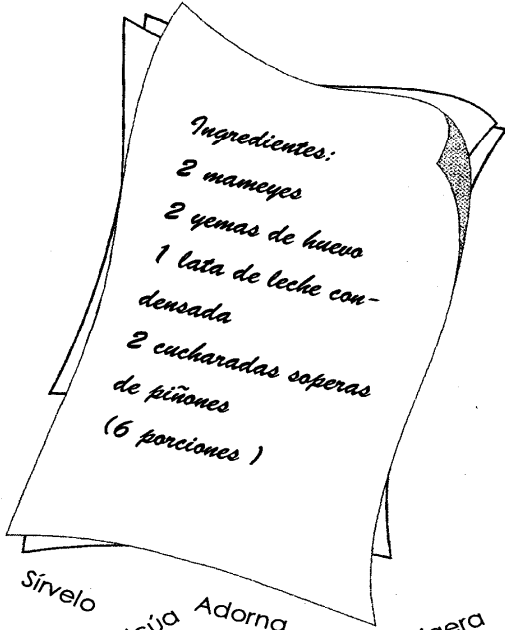 Ingredientes:
2 mameyes
2 yemas de huevo
1 lata de leche con-
densada
2 cucharadas soperas
de piñones
(6 porciones )
Sírvelo
Adorna